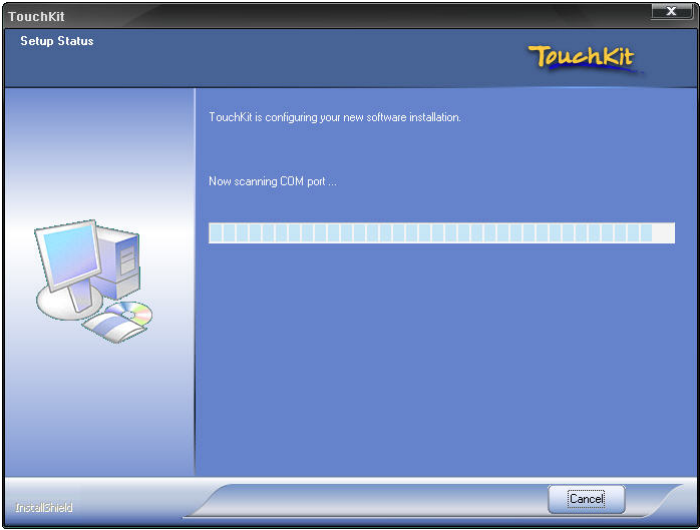 TouchKit
X
Setup Status
TouchKit
TouchKit is configuring your new software installation.
Now scanning COM port ...
InstallShield
Cancel